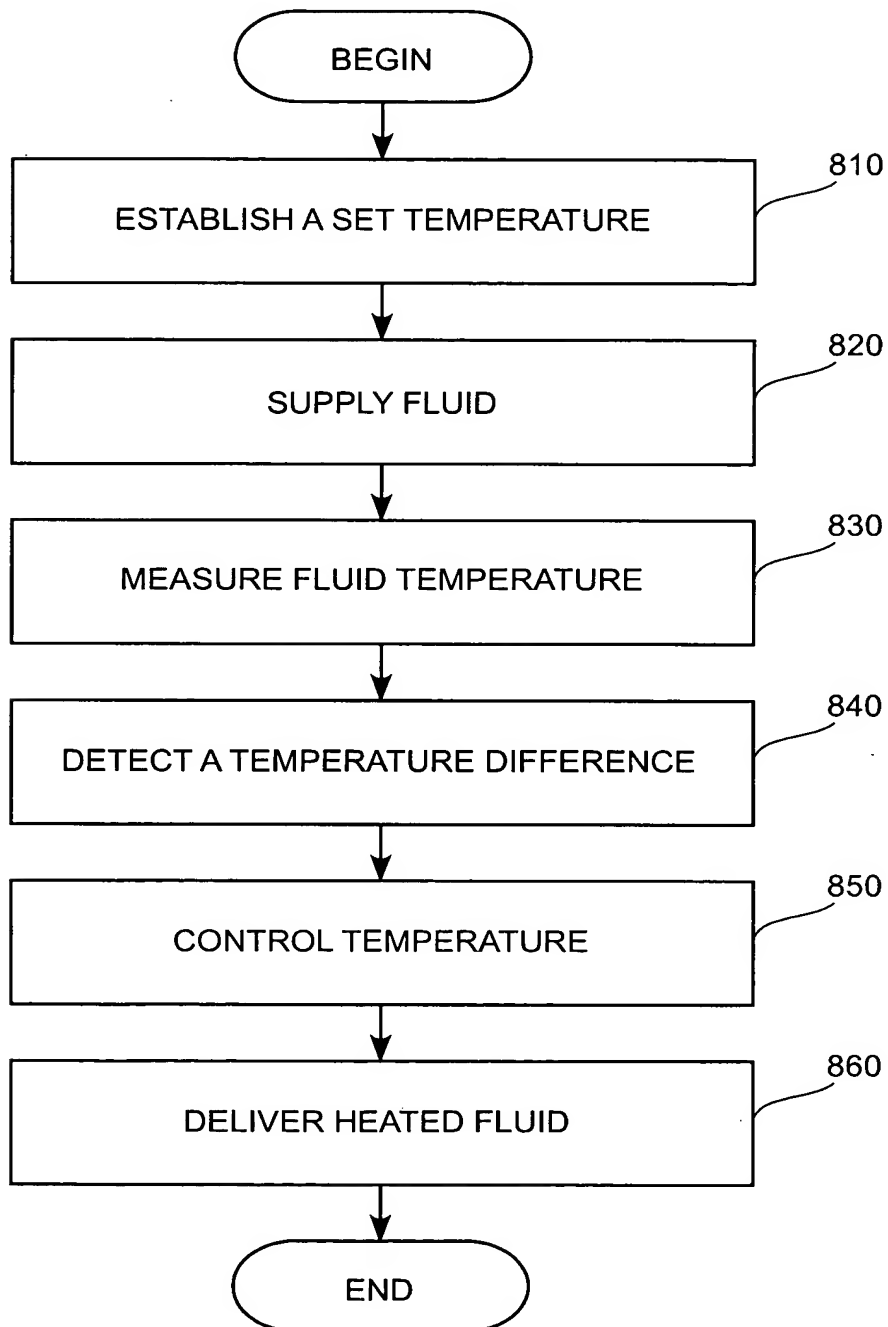 BEGIN
810
ESTABLISH A SET TEMPERATURE
820
SUPPLY FLUID
830
MEASURE FLUID TEMPERATURE
840
DETECT A TEMPERATURE DIFFERENCE
850
CONTROL TEMPERATURE
860
DELIVER HEATED FLUID
END